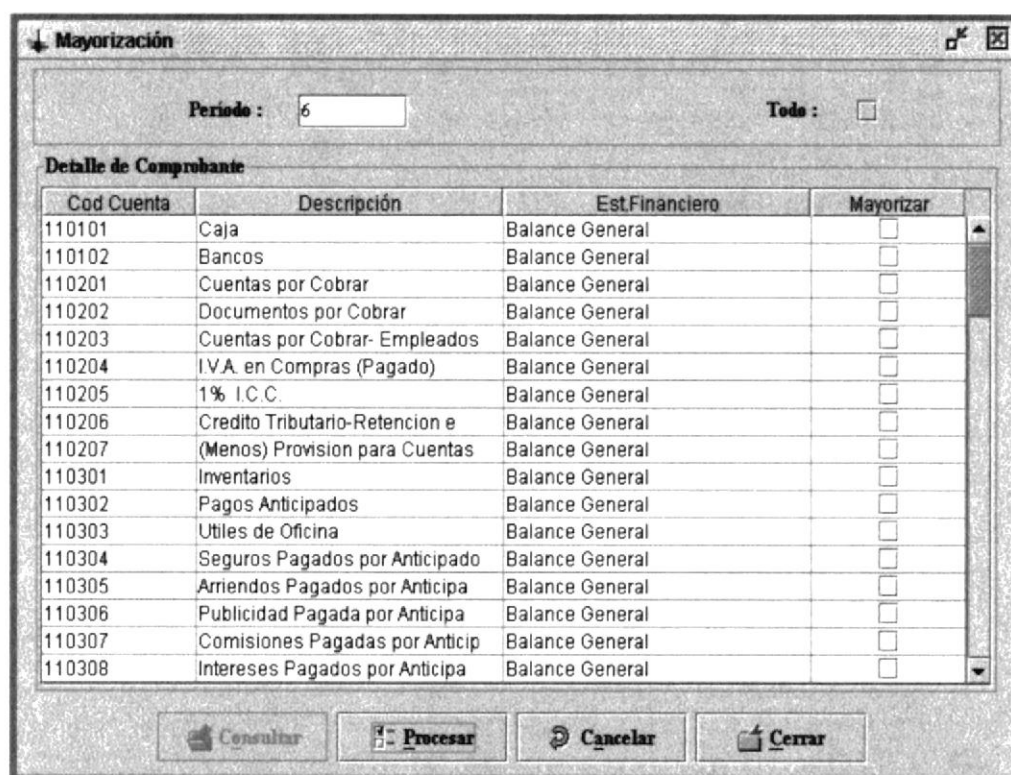 Mayorización
Período : 6 Todo :
Detalle de Comprobante
Cod Cuenta Descripción Est.Financiero Mayorizar
110101 Caja Balance General
110102 Bancos Balance General
110201 Cuentas por Cobrar Balance General
110202 Documentos por Cobrar Balance General
110203 Cuentas por Cobrar- Empleados Balance General
110204 I.V.A. en Compras (Pagado) Balance General
110205 1% I.C.C. Balance General
110206 Credito Tributario-Retencion e Balance General
110207 (Menos) Provision para Cuentas Balance General
110301 Inventarios Balance General
110302 Pagos Anticipados Balance General
110303 Utiles de Oficina Balance General
110304 Seguros Pagados por Anticipado Balance General
110305 Arriendos Pagados por Anticipa Balance General
110306 Publicidad Pagada por Anticipa Balance General
110307 Comisiones Pagadas por Anticip Balance General
110308 Intereses Pagados por Anticipa Balance General
Consultar Procesar Cancelar Cerrar